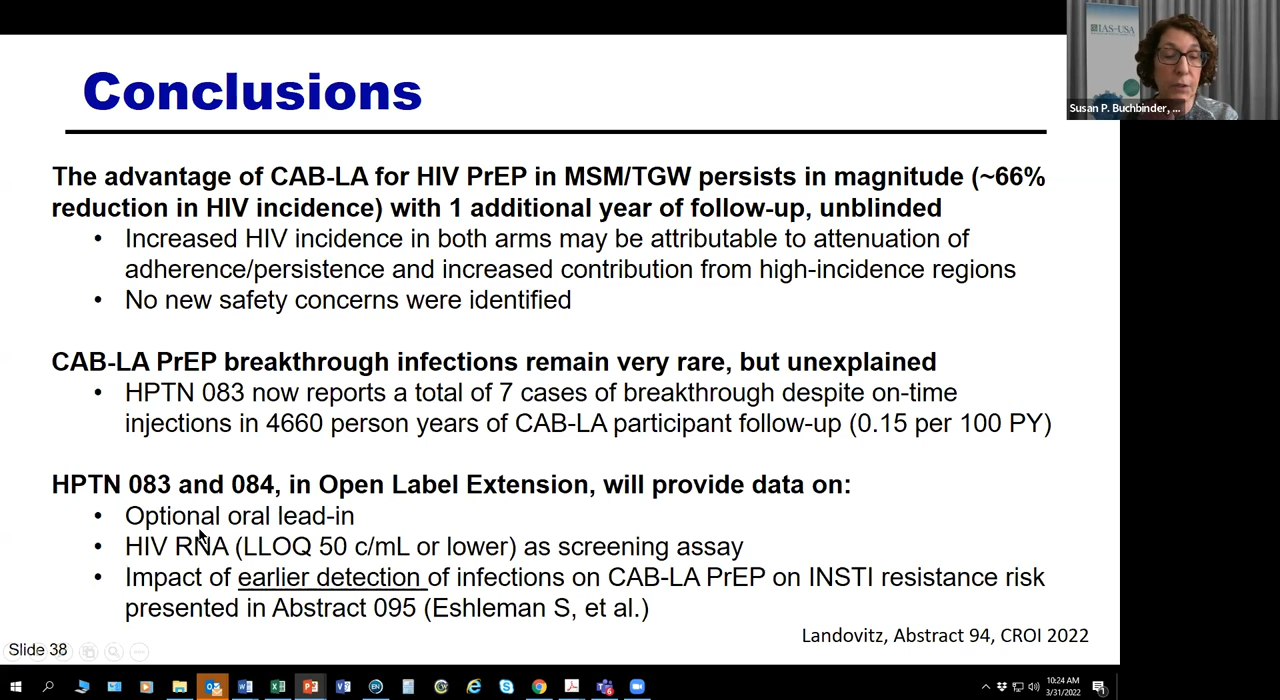 Conclusions
The advantage of CAB-LA for HIV PrEP in MSM/TGW persists in magnitude (~66%
reduction in HIV incidence) with 1 additional year of follow-up, unblinded
• Increased HIV incidence in both arms may be attributable to attenuation of
adherence/persistence and increased contribution from high-incidence regions
• No new safety concerns were identified
CAB-LA PrEP breakthrough infections remain very rare, but unexplained
• HPTN 083 now reports a total of 7 cases of breakthrough despite on-time
injections in 4660 person years of CAB-LA participant follow-up (0.15 per 100 PY)
HPTN 083 and 084, in Open Label Extension, will provide data on:
• Optional oral lead-in
• HIV RNA (LLOQ 50 c/mL or lower) as screening assay
• Impact of earlier detection of infections on CAB-LA PrEP on INSTI resistance risk
presented in Abstract 095 (Eshleman S, et al.)
Landovitz, Abstract 94, CROI 2022
Slide 38
IAS–USA
Susan P. Buchbinder, ...
10:24 AM
3/31/2022